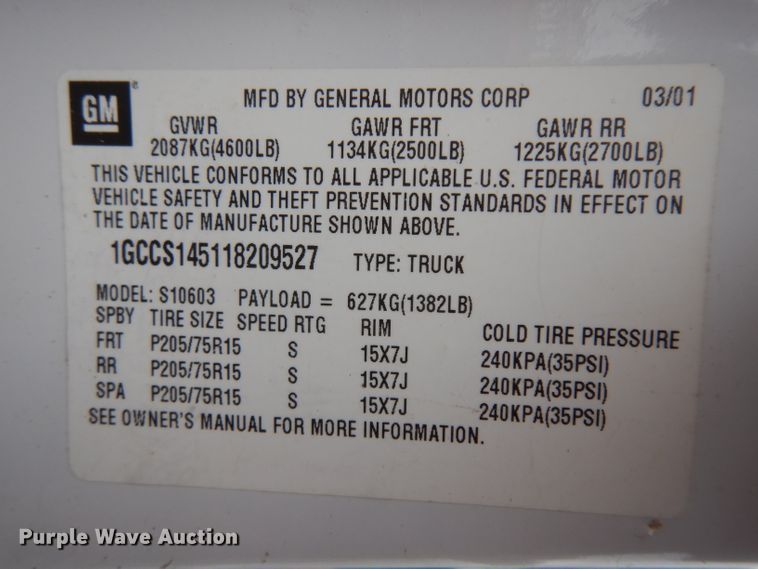 GM
MFD BY GENERAL MOTORS CORP 03/01
GVWR GAWR FRT GAWR RR
2087KG(4600LB) 1134KG(2500LB) 1225KG(2700LB)
THIS VEHICLE CONFORMS TO ALL APPLICABLE U.S. FEDERAL MOTOR
VEHICLE SAFETY AND THEFT PREVENTION STANDARDS IN EFFECT ON
THE DATE OF MANUFACTURE SHOWN ABOVE.
1GCCS145118209527 TYPE: TRUCK
MODEL: S10603 PAYLOAD = 627KG(1382LB)
SPBY TIRE SIZE SPEED RTG RIM COLD TIRE PRESSURE
FRT P205/75R15 S 15X7J 240KPA(35PSI)
RR P205/75R15 S 15X7J 240KPA(35PSI)
SPA P205/75R15 S 15X7J 240KPA(35PSI)
SEE OWNER'S MANUAL FOR MORE INFORMATION.
Purple Wave Auction